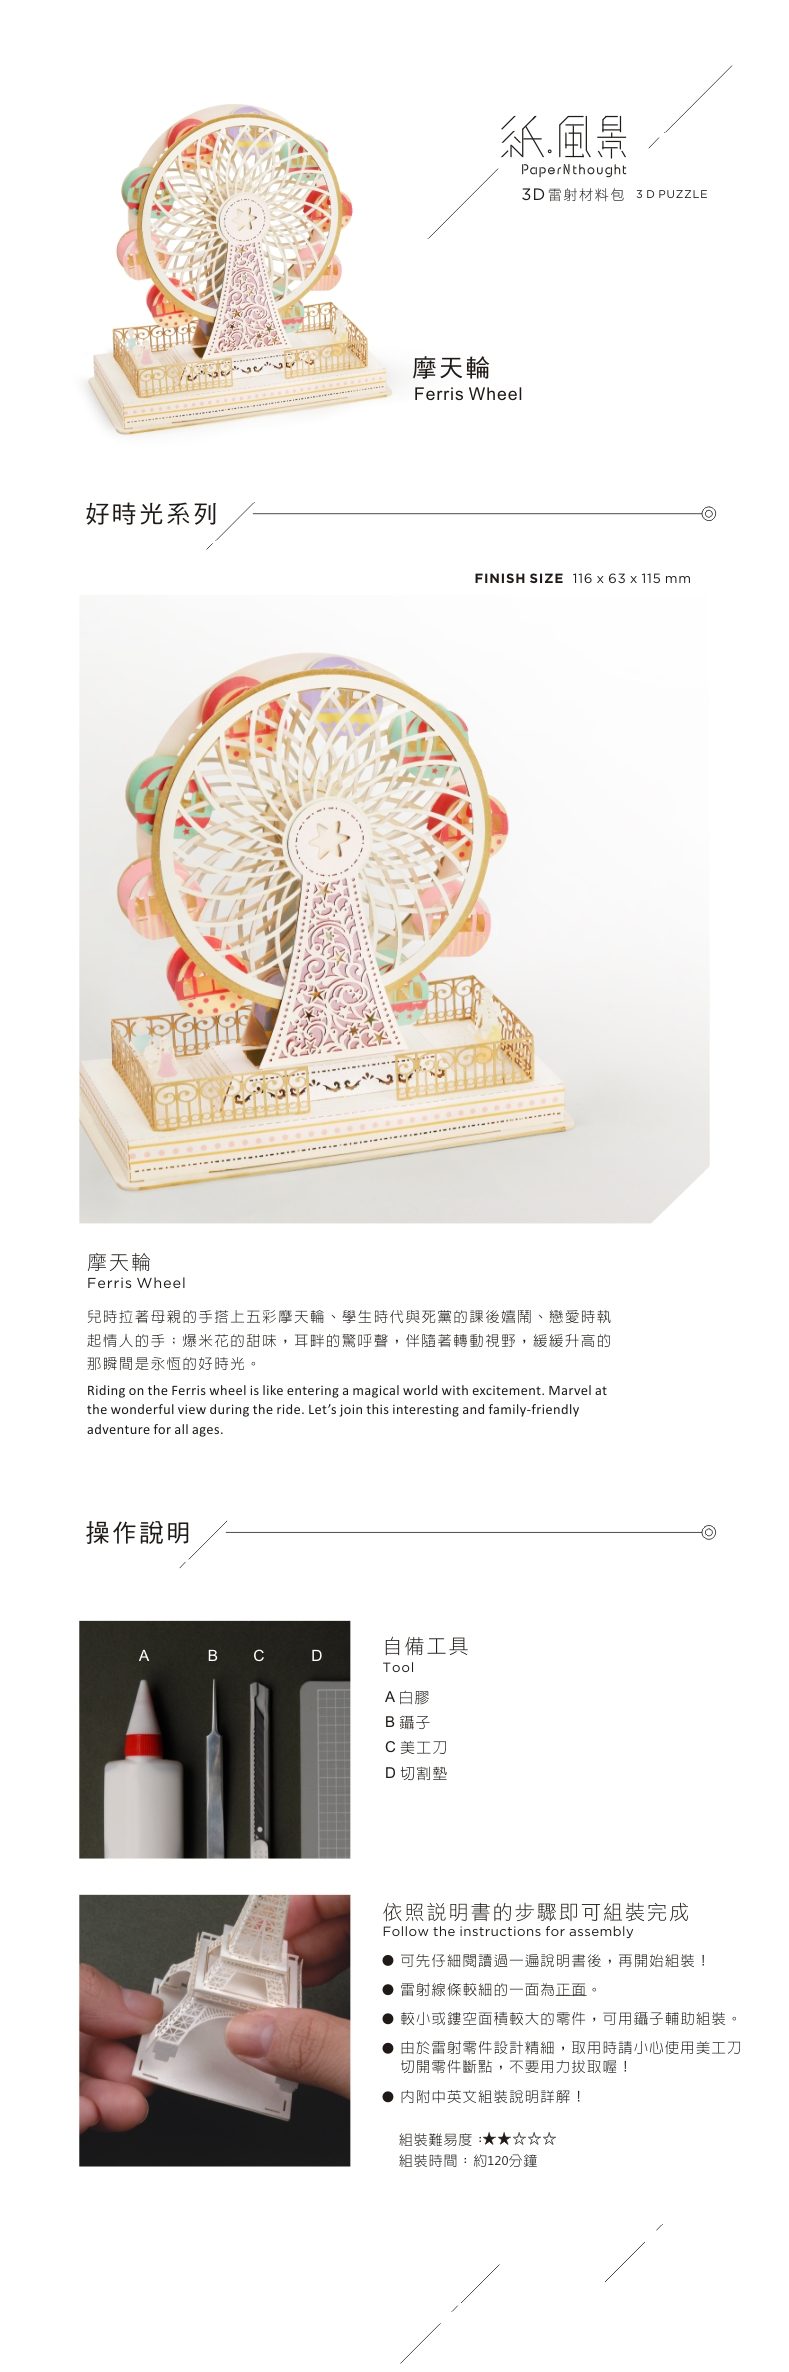 紙.風景
PaperNthought
3D雷射材料包 3D PUZZLE
摩天輪
Ferris Wheel
好時光系列
FINISH SIZE 116 x 63 x 115 mm
摩天輪
Ferris Wheel
兒時拉著母親的手搭上五彩摩天輪、學生時代與死黨的課後嬉鬧、戀愛時執
起情人的手；爆米花的甜味，耳畔的驚呼聲，伴隨著轉動視野，緩緩升高的
那瞬間是永恆的好時光。
Riding on the Ferris wheel is like entering a magical world with excitement. Marvel at
the wonderful view during the ride. Let’s join this interesting and family-friendly
adventure for all ages.
操作說明
A B C D
自備工具
Tool
A 白膠
B 鑷子
C 美工刀
D 切割墊
依照說明書的步驟即可組裝完成
Follow the instructions for assembly
● 可先仔細閱讀過一遍說明書後，再開始組裝！
● 雷射線條較細的一面為正面。
● 較小或鏤空面積較大的零件，可用鑷子輔助組裝。
● 由於雷射零件設計精細，取用時請小心使用美工刀
切開零件斷點，不要用力拔取喔！
● 內附中英文組裝說明詳解！
組裝難易度：★★☆☆☆
組裝時間：約120分鐘